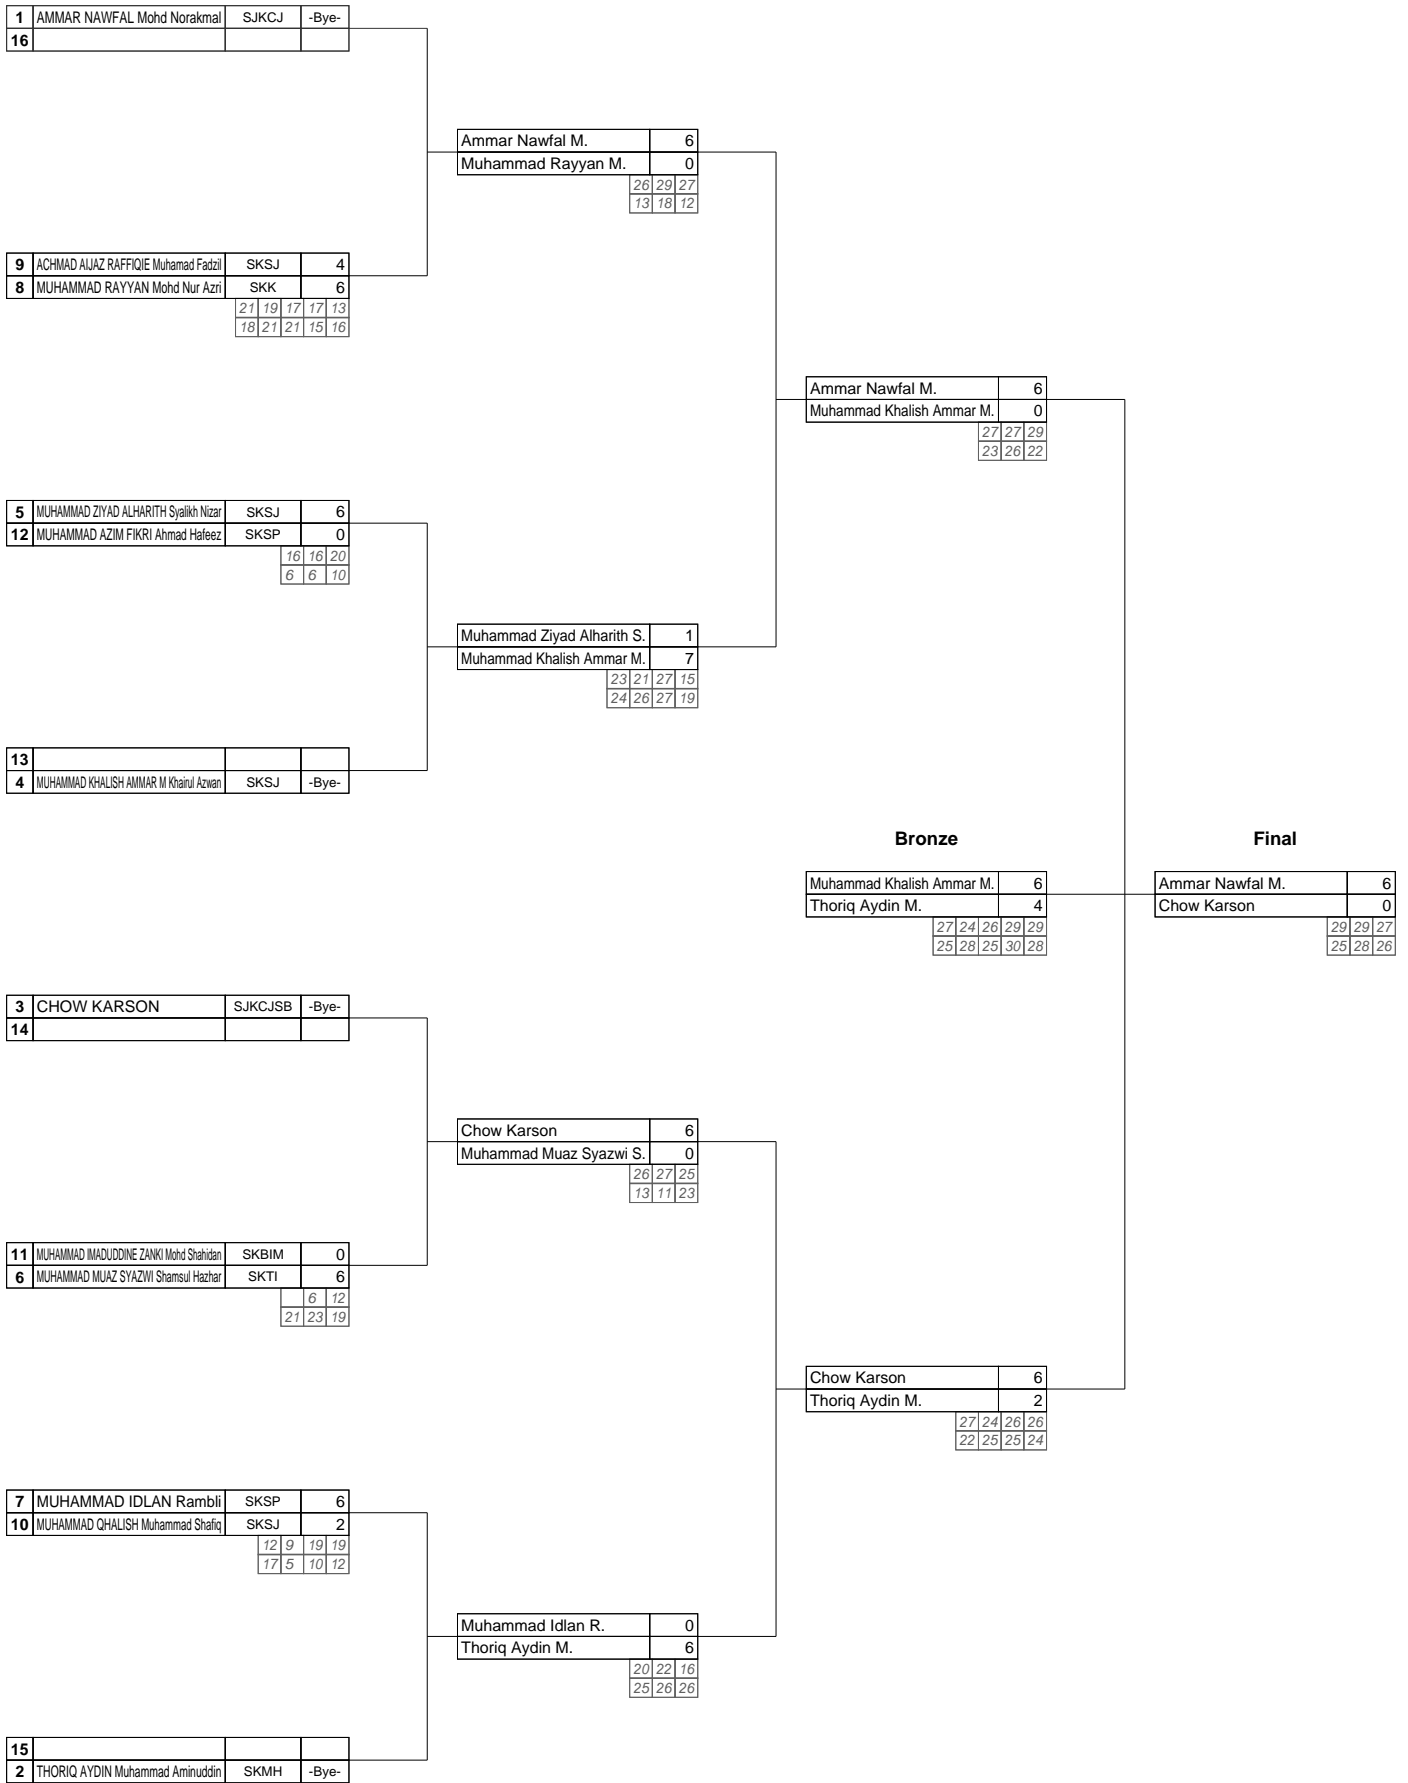 1 AMMAR NAWFAL Mohd Norakmal SJKCJ -Bye-
16
Ammar Nawfal M. 6
Muhammad Rayyan M. 0
26 29 27
13 18 12
9 ACHMAD AIJAZ RAFFIQIE Muhamad Fadzil SKSJ 4
8 MUHAMMAD RAYYAN Mohd Nur Azri SKK 6
21 19 17 17 13
18 21 21 15 16
Ammar Nawfal M. 6
Muhammad Khalish Ammar M. 0
27 27 29
23 26 22
5 MUHAMMAD ZIYAD ALHARITH Syalikh Nizar SKSJ 6
12 MUHAMMAD AZIM FIKRI Ahmad Hafeez SKSP 0
16 16 20
6 6 10
Muhammad Ziyad Alharith S. 1
Muhammad Khalish Ammar M. 7
23 21 27 15
24 26 27 19
13
4 MUHAMMAD KHALISH AMMAR M Khairul Azwan SKSJ -Bye-
Bronze Final
Muhammad Khalish Ammar M. 6 Ammar Nawfal M. 6
Thoriq Aydin M. 4 Chow Karson 0
27 24 26 29 29 29 29 27
25 28 25 30 28 25 28 26
3 CHOW KARSON SJKCJSB -Bye-
14
Chow Karson 6
Muhammad Muaz Syazwi S. 0
26 27 25
13 11 23
11 MUHAMMAD IMADUDDINE ZANKI Mohd Shahidan SKBIM 0
6 MUHAMMAD MUAZ SYAZWI Shamsul Hazhar SKTI 6
6 12
21 23 19
Chow Karson 6
Thoriq Aydin M. 2
27 24 26 26
22 25 25 24
7 MUHAMMAD IDLAN Rambli SKSP 6
10 MUHAMMAD QHALISH Muhammad Shafiq SKSJ 2
12 9 19 19
17 5 10 12
Muhammad Idlan R. 0
Thoriq Aydin M. 6
20 22 16
25 26 26
15
2 THORIQ AYDIN Muhammad Aminuddin SKMH -Bye-